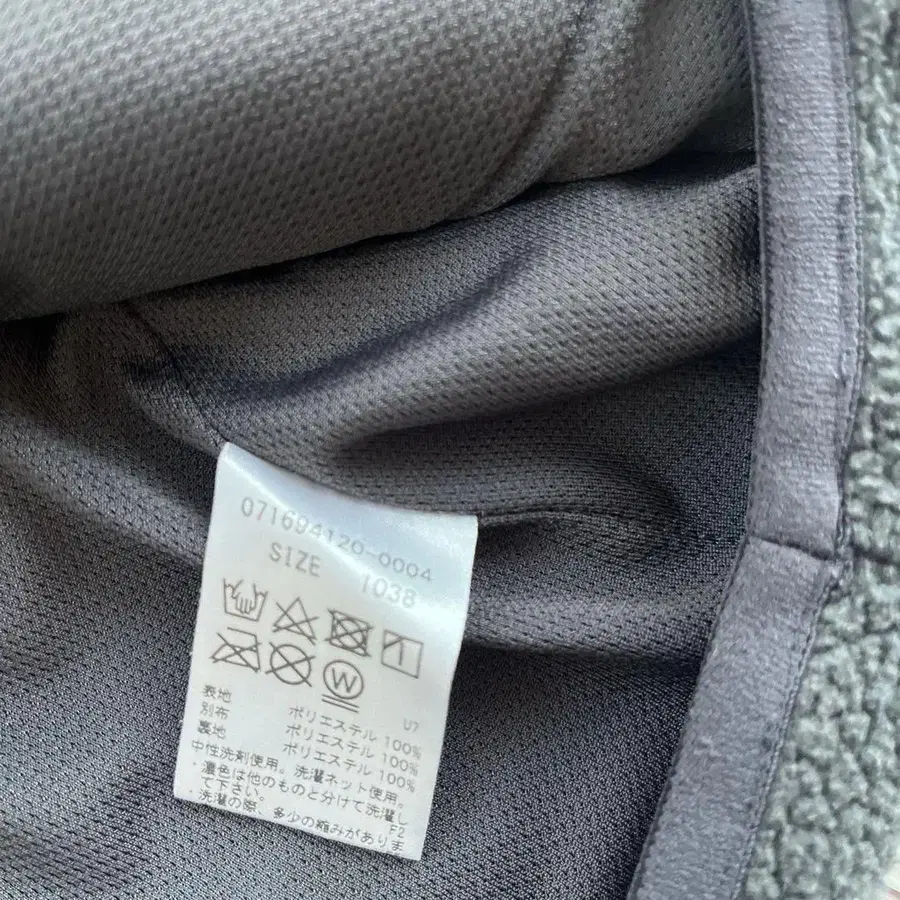 071694120-0004
SIZE 1038
W
U7
表地 ポリエステル 100%
別布 ポリエステル 100%
裏地 ポリエステル 100%
中性洗剤使用。洗濯ネット使用。
・濃色は他のものと分けて洗濯し
て下さい。
・洗濯の際、多少の縮みがありま
F2